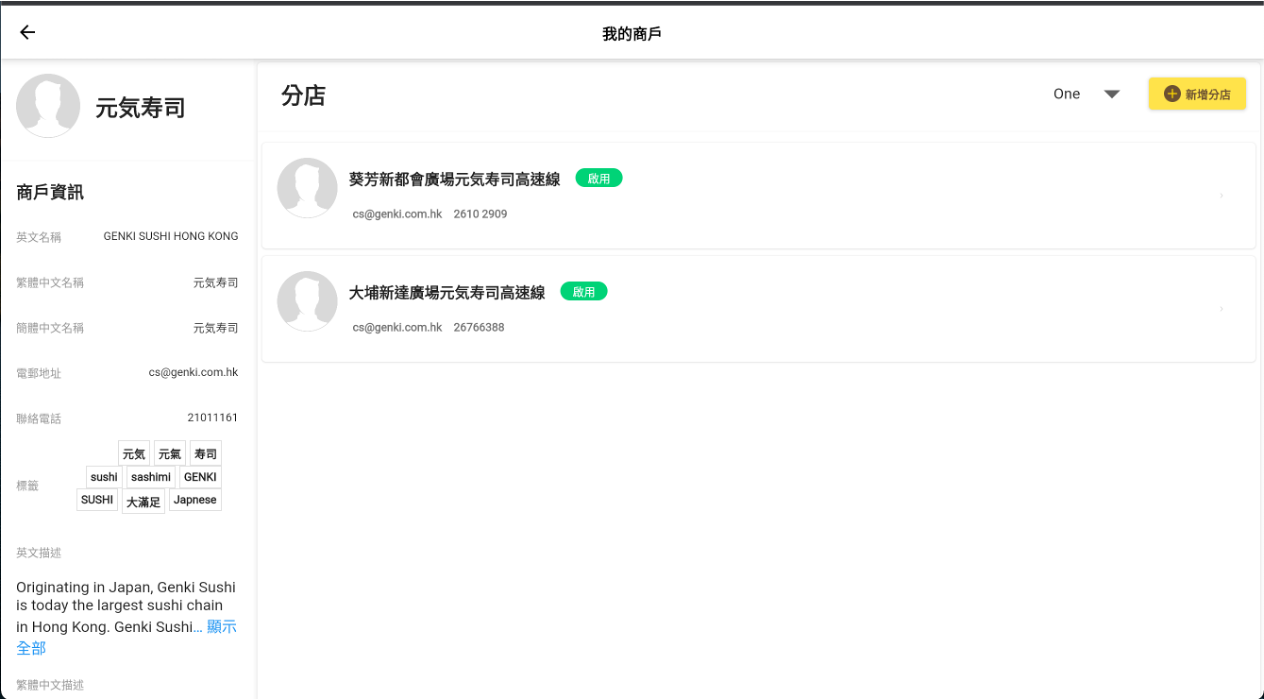 我的商戶
元気寿司
商戶資訊
英文名稱 GENKI SUSHI HONG KONG
繁體中文名稱 元気寿司
簡體中文名稱 元気寿司
電郵地址 cs@genki.com.hk
聯絡電話 21011161
標籤
元気 元氣 寿司
sushi sashimi GENKI
SUSHI 大滿足 Japnese
英文描述
Originating in Japan, Genki Sushi
is today the largest sushi chain
in Hong Kong. Genki Sushi... 顯示
全部
繁體中文描述
分店
One
新增分店
葵芳新都會廣場元気寿司高速線 啟用
cs@genki.com.hk 2610 2909
大埔新達廣場元気寿司高速線 啟用
cs@genki.com.hk 26766388